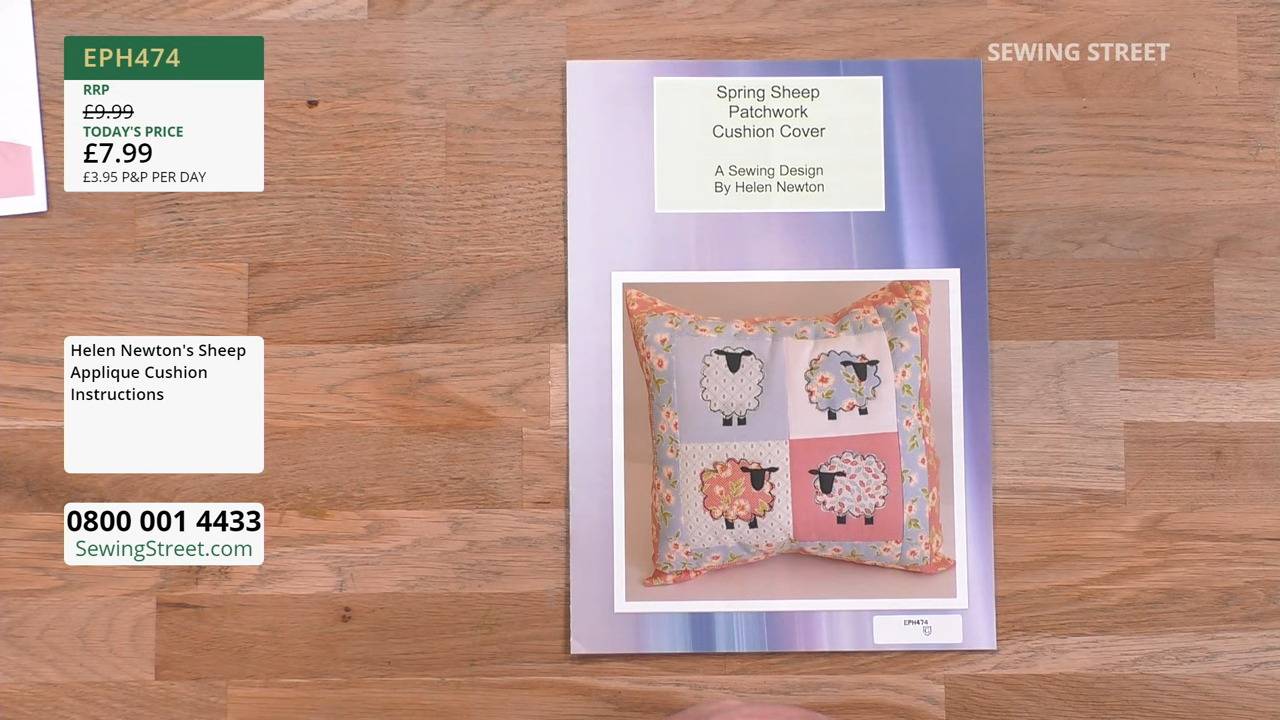 EPH474
RRP
£9.99
TODAY'S PRICE
£7.99
£3.95 P&P PER DAY
Helen Newton's Sheep
Applique Cushion
Instructions
0800 001 4433
SewingStreet.com
SEWING STREET
Spring Sheep
Patchwork
Cushion Cover
A Sewing Design
By Helen Newton
EPH474